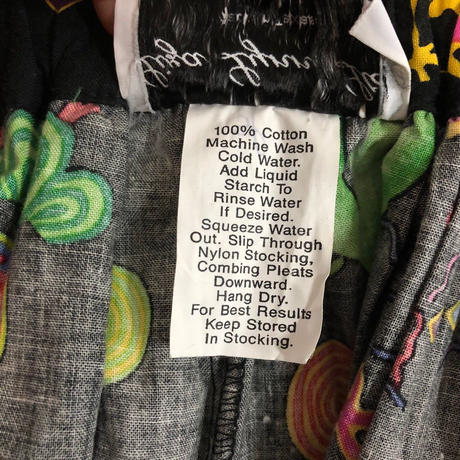 100% Cotton
Machine Wash
Cold Water.
Add Liquid
Starch To
Rinse Water
If Desired.
Squeeze Water
Out. Slip Through
Nylon Stocking,
Combing Pleats
Downward.
Hang Dry.
For Best Results
Keep Stored
In Stocking.